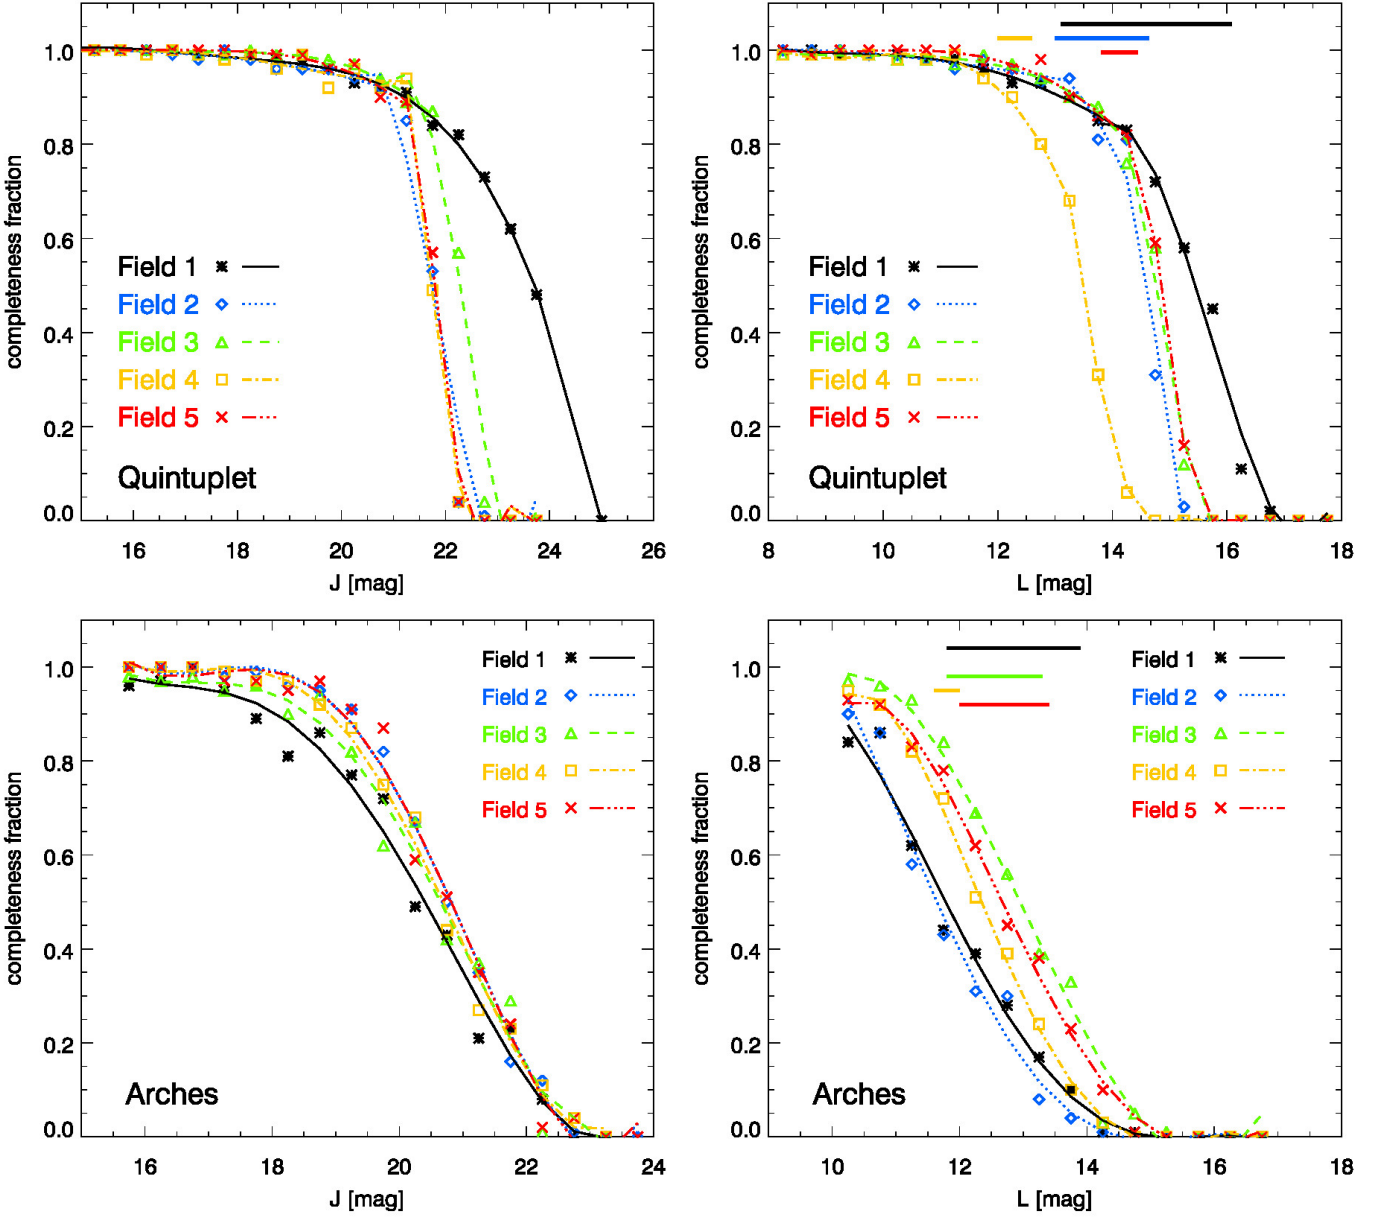 completeness fraction
1.0
0.8
0.6
0.4
0.2
0.0
Field 1
Field 2
Field 3
Field 4
Field 5
Quintuplet
16 18 20 22 24 26
J [mag]
completeness fraction
1.0
0.8
0.6
0.4
0.2
0.0
Field 1
Field 2
Field 3
Field 4
Field 5
Quintuplet
8 10 12 14 16 18
L [mag]
completeness fraction
1.0
0.8
0.6
0.4
0.2
0.0
Field 1
Field 2
Field 3
Field 4
Field 5
Arches
16 18 20 22 24
J [mag]
completeness fraction
1.0
0.8
0.6
0.4
0.2
0.0
Field 1
Field 2
Field 3
Field 4
Field 5
Arches
10 12 14 16 18
L [mag]